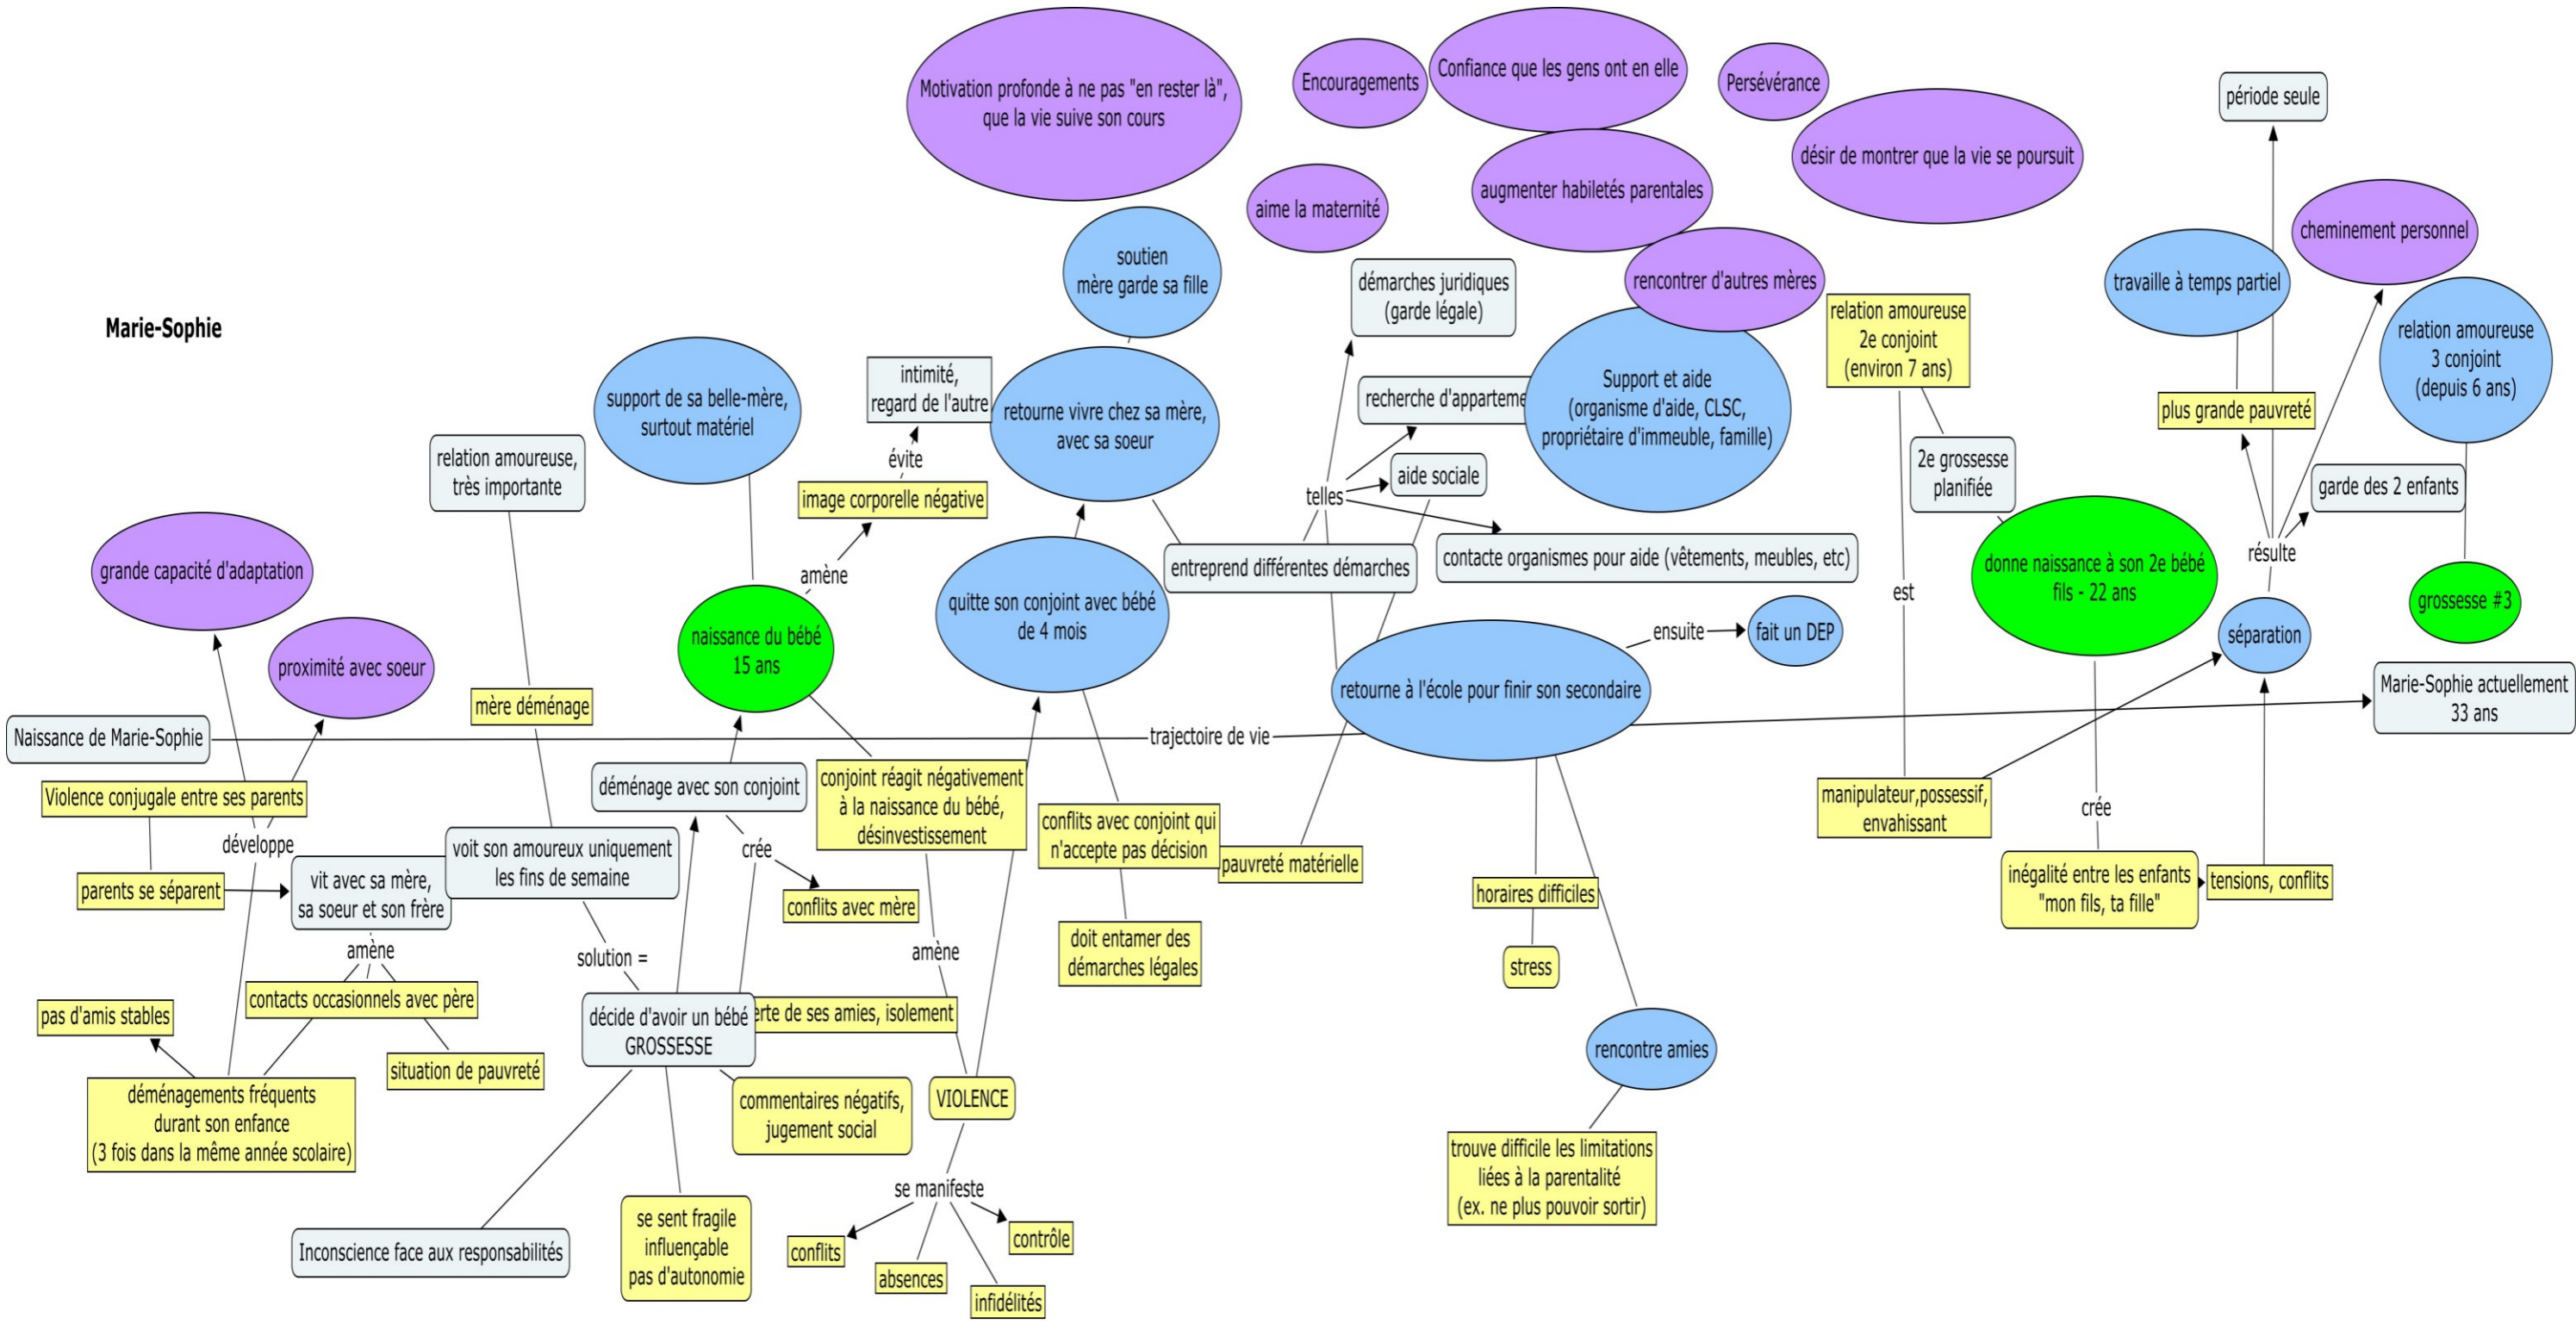 Marie-Sophie
Motivation profonde à ne pas "en rester là",
que la vie suive son cours
Encouragements
Confiance que les gens ont en elle
Persévérance
désir de montrer que la vie se poursuit
augmenter habiletés parentales
aime la maternité
rencontrer d'autres mères
période seule
cheminement personnel
travaille à temps partiel
relation amoureuse
3 conjoint
(depuis 6 ans)
plus grande pauvreté
garde des 2 enfants
résulte
grossesse #3
séparation
Marie-Sophie actuellement
33 ans
soutien
mère garde sa fille
démarches juridiques
(garde légale)
recherche d'apparteme
Support et aide
(organisme d'aide, CLSC,
propriétaire d'immeuble, famille)
aide sociale
telles
contacte organismes pour aide (vêtements, meubles, etc)
entreprend différentes démarches
relation amoureuse
2e conjoint
(environ 7 ans)
2e grossesse
planifiée
est
donne naissance à son 2e bébé
fils - 22 ans
manipulateur,possessif,
envahissant
crée
inégalité entre les enfants
"mon fils, ta fille"
tensions, conflits
support de sa belle-mère,
surtout matériel
intimité,
regard de l'autre
évite
image corporelle négative
amène
retourne vivre chez sa mère,
avec sa soeur
quitte son conjoint avec bébé
de 4 mois
naissance du bébé
15 ans
relation amoureuse,
très importante
mère déménage
grande capacité d'adaptation
proximité avec soeur
Naissance de Marie-Sophie
trajectoire de vie
retourne à l'école pour finir son secondaire
ensuite
fait un DEP
Violence conjugale entre ses parents
développe
parents se séparent
vit avec sa mère,
sa soeur et son frère
amène
contacts occasionnels avec père
pas d'amis stables
situation de pauvreté
déménagements fréquents
durant son enfance
(3 fois dans la même année scolaire)
voit son amoureux uniquement
les fins de semaine
solution =
déménage avec son conjoint
crée
conflits avec mère
conjoint réagit négativement
à la naissance du bébé,
désinvestissement
amène
conflits avec conjoint qui
n'accepte pas décision
pauvreté matérielle
doit entamer des
démarches légales
décide d'avoir un bébé
GROSSESSE
erte de ses amies, isolement
commentaires négatifs,
jugement social
VIOLENCE
se manifeste
conflits
absences
infidélités
contrôle
Inconscience face aux responsabilités
se sent fragile
influençable
pas d'autonomie
horaires difficiles
stress
rencontre amies
trouve difficile les limitations
liées à la parentalité
(ex. ne plus pouvoir sortir)